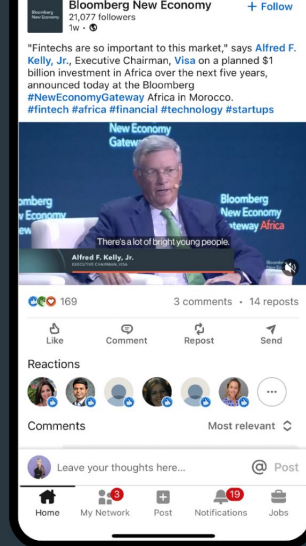 Bloomberg New Economy
+ Follow
21,077 followers
1w •
"Fintechs are so important to this market," says Alfred F.
Kelly, Jr., Executive Chairman, Visa on a planned $1
billion investment in Africa over the next five years,
announced today at the Bloomberg
#NewEconomyGateway Africa in Morocco.
#fintech #africa #financial #technology #startups
New Economy
Gatew
omberg
w Economy
Bloomberg
New Economy
ateway Africa
There's a lot of bright young people.
Alfred F. Kelly, Jr.
EXECUTIVE CHAIRMAN, VISA
169
3 comments • 14 reposts
Like
Comment
Repost
Send
Reactions
Comments
Most relevant
Leave your thoughts here...
@ Post
3
19
Home
My Network
Post
Notifications
Jobs